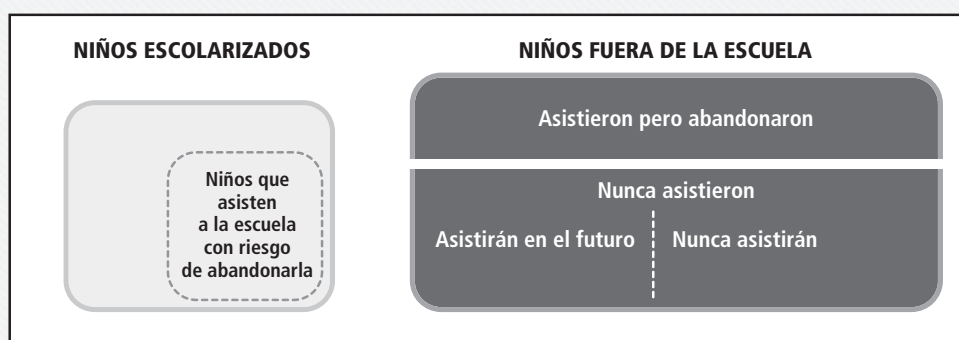 NIÑOS ESCOLARIZADOS
Niños que
asisten
a la escuela
con riesgo
de abandonarla
NIÑOS FUERA DE LA ESCUELA
Asistieron pero abandonaron
Nunca asistieron
Asistirán en el futuro
Nunca asistirán